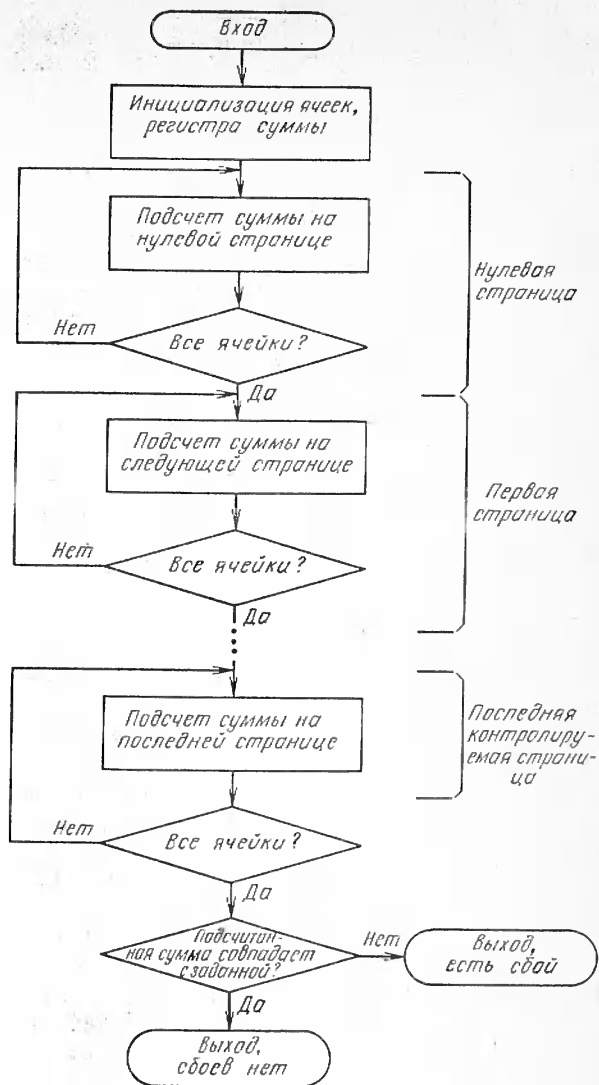 Вход
Инициализация ячеек,
регистра суммы
Подсчет суммы на
нулевой странице
Нулевая
страница
Нет
Все ячейки?
Да
Подсчет суммы на
следующей странице
Первая
страница
Нет
Все ячейки?
Да
Подсчет суммы на
последней странице
Последняя
контролиру-
емая страни-
ца
Нет
Все ячейки?
Да
Подсчитан-
ная сумма совпадает
с заданной?
Нет
Выход,
есть сбой
Да
Выход,
сбоев нет